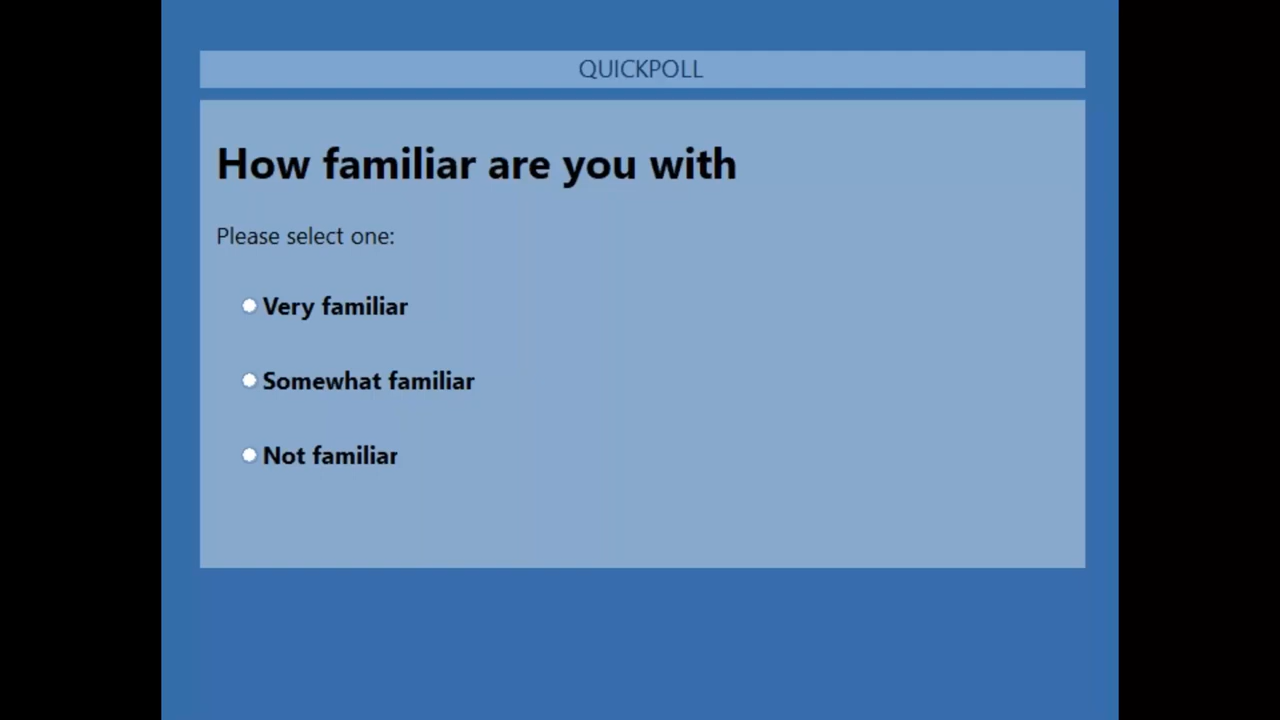 QUICKPOLL
How familiar are you with
Please select one:
Very familiar
Somewhat familiar
Not familiar